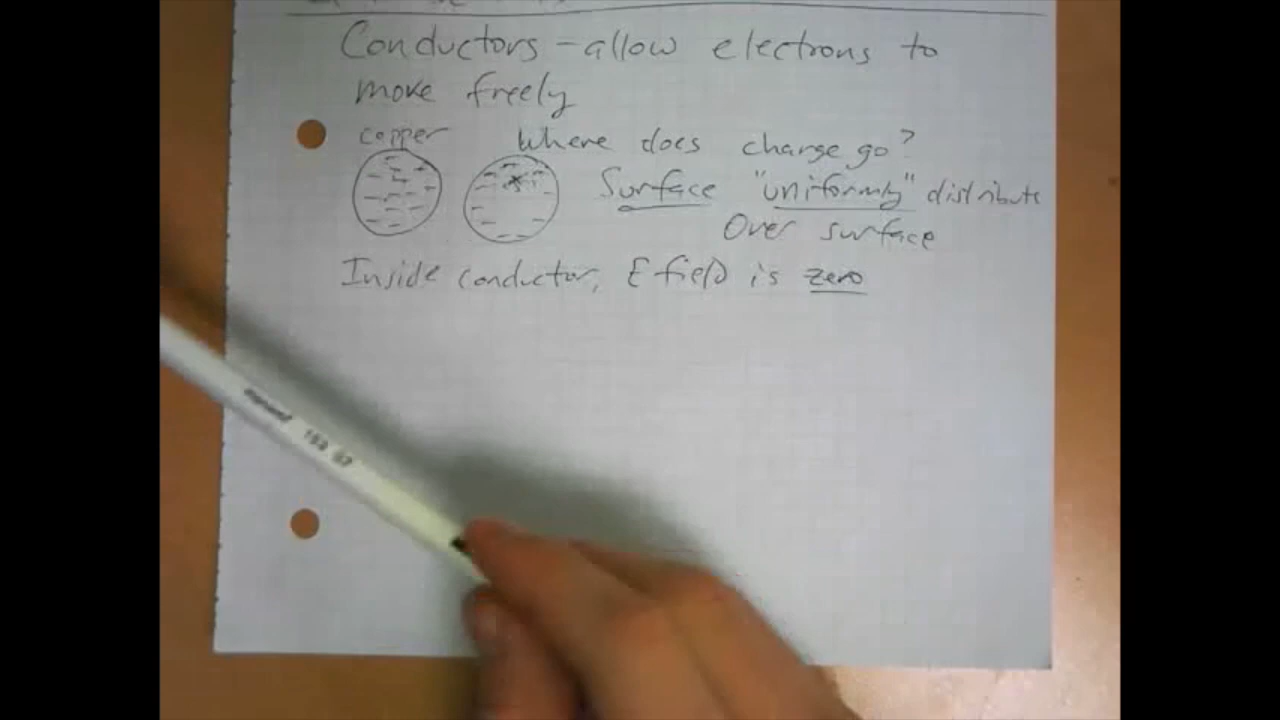 Conductors - allow electrons to
move freely
copper Where does charge go?
Surface "uniformly" distribute
Over surface
Inside conductor, E field is zero